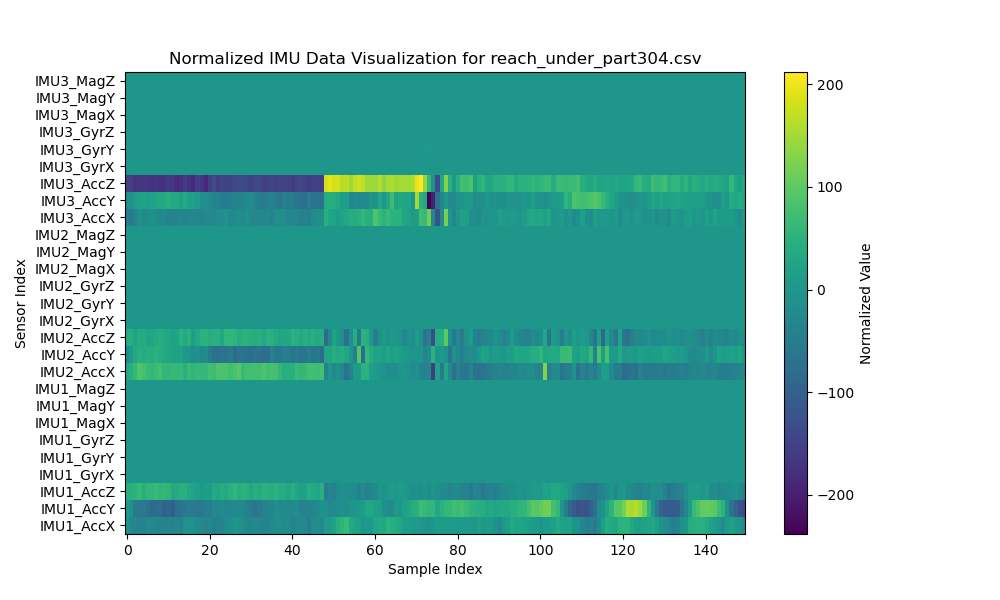 Normalized IMU Data Visualization for reach_under_part304.csv
IMU3_MagZ
IMU3_MagY
IMU3_MagX
IMU3_GyrZ
IMU3_GyrY
IMU3_GyrX
IMU3_AccZ
IMU3_AccY
IMU3_AccX
IMU2_MagZ
IMU2_MagY
IMU2_MagX
IMU2_GyrZ
IMU2_GyrY
IMU2_GyrX
IMU2_AccZ
IMU2_AccY
IMU2_AccX
IMU1_MagZ
IMU1_MagY
IMU1_MagX
IMU1_GyrZ
IMU1_GyrY
IMU1_GyrX
IMU1_AccZ
IMU1_AccY
IMU1_AccX
Sensor Index
0 20 40 60 80 100 120 140
Sample Index
200
100
0
−100
−200
Normalized Value